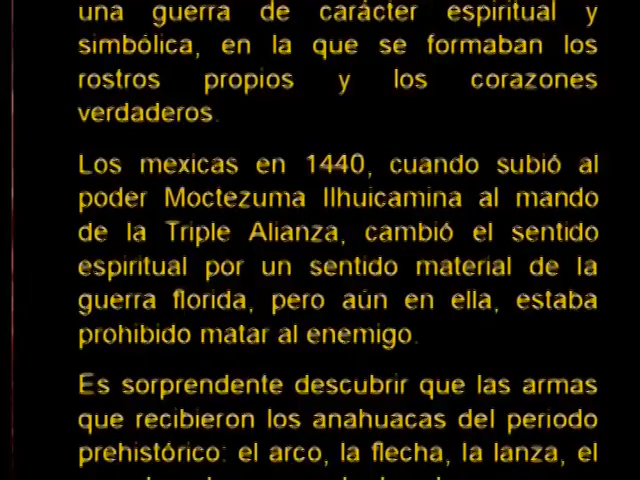 una guerra de carácter espiritual y
simbólica, en la que se formaban los
rostros propios y los corazones
verdaderos.
Los mexicas en 1440, cuando subió al
poder Moctezuma Ilhuicamina al mando
de la Triple Alianza, cambió el sentido
espiritual por un sentido material de la
guerra florida, pero aún en ella, estaba
prohibido matar al enemigo.
Es sorprendente descubrir que las armas
que recibieron los anahuacas del periodo
prehistórico: el arco, la flecha, la lanza, el